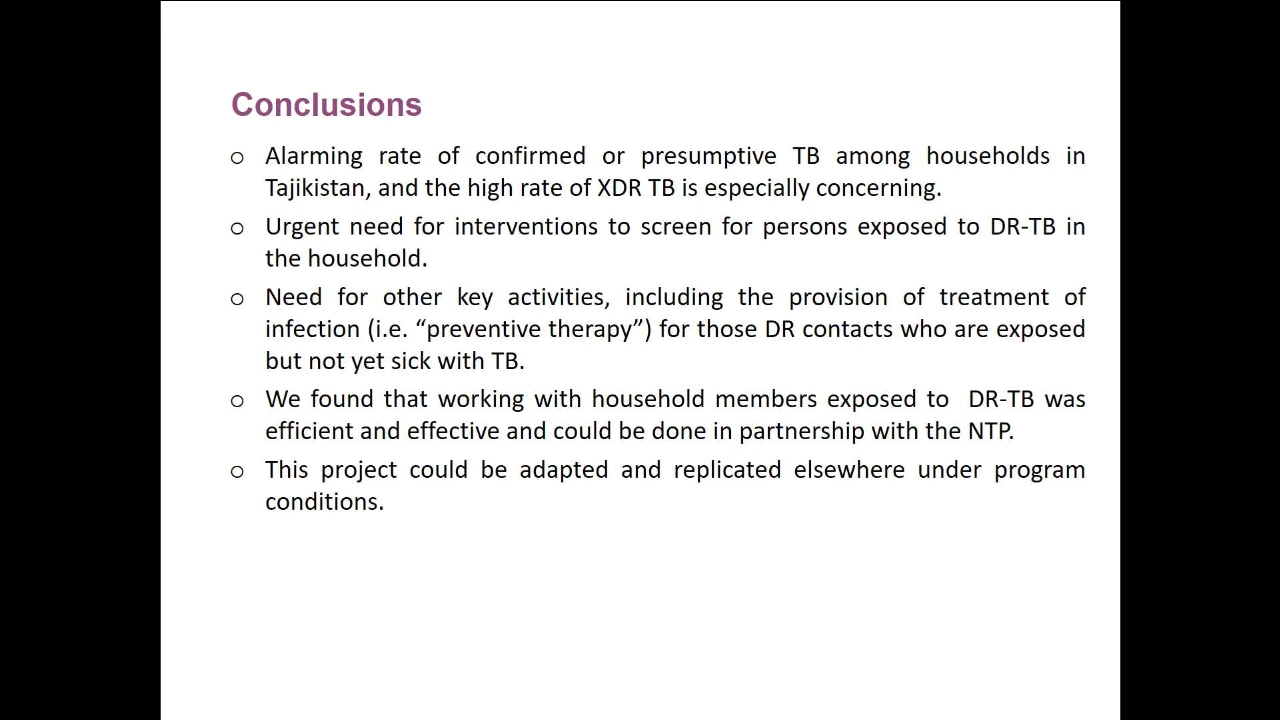 Conclusions
o Alarming rate of confirmed or presumptive TB among households in
Tajikistan, and the high rate of XDR TB is especially concerning.
o Urgent need for interventions to screen for persons exposed to DR-TB in
the household.
o Need for other key activities, including the provision of treatment of
infection (i.e. “preventive therapy”) for those DR contacts who are exposed
but not yet sick with TB.
o We found that working with household members exposed to  DR-TB was
efficient and effective and could be done in partnership with the NTP.
o This project could be adapted and replicated elsewhere under program
conditions.